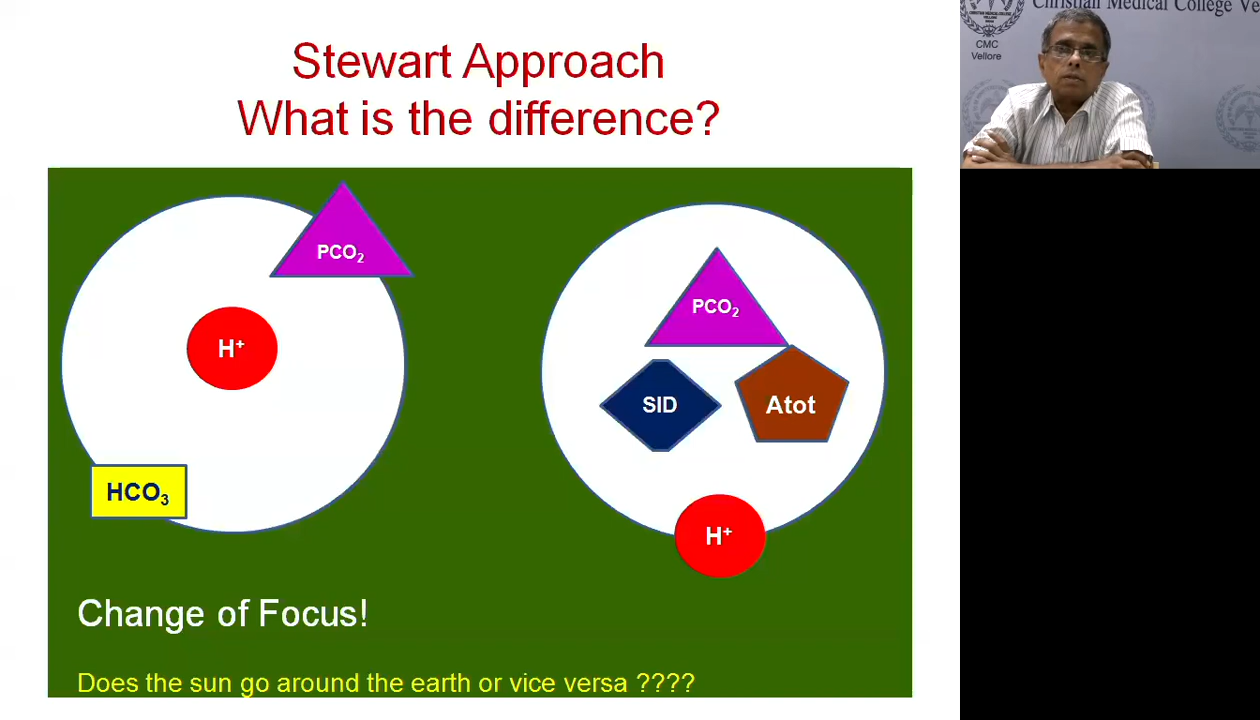 Stewart Approach
What is the difference?
PCO₂
H⁺
HCO₃
PCO₂
SID
Atot
H⁺
Change of Focus!
Does the sun go around the earth or vice versa ????
Christian Medical College Ve
CMC
Vellore